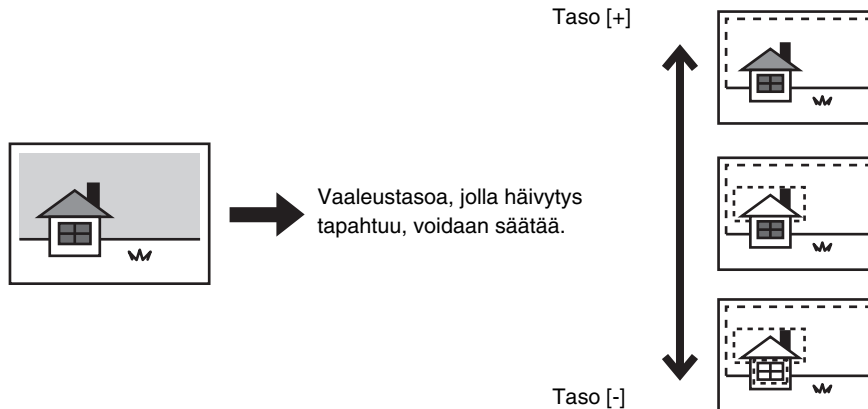 Taso [+]
Vaaleustasoa, jolla häivytys
tapahtuu, voidaan säätää.
Taso [-]